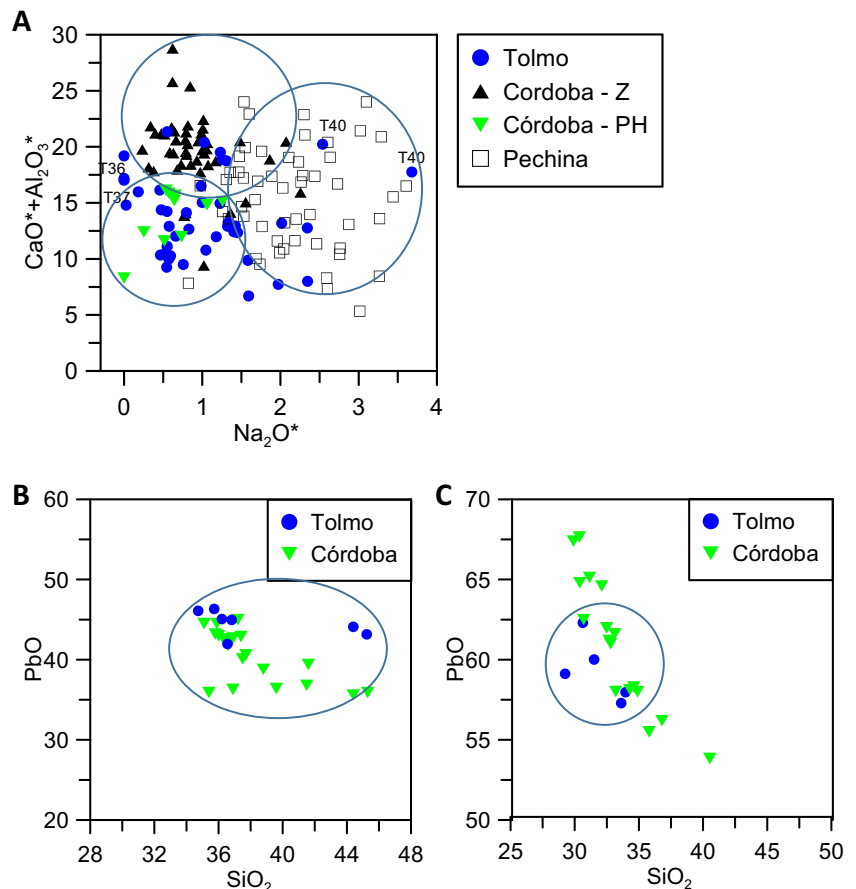 A
30
25
20
15
10
5
0
CaO*+Al₂O₃*
T36
T37
T40
T40
0 1 2 3 4
Na₂O*
Tolmo
Cordoba - Z
Córdoba - PH
Pechina
B
60
50
40
30
20
PbO
28 32 36 40 44 48
SiO₂
Tolmo
Córdoba
C
70
65
60
55
50
PbO
25 30 35 40 45 50
SiO₂
Tolmo
Córdoba